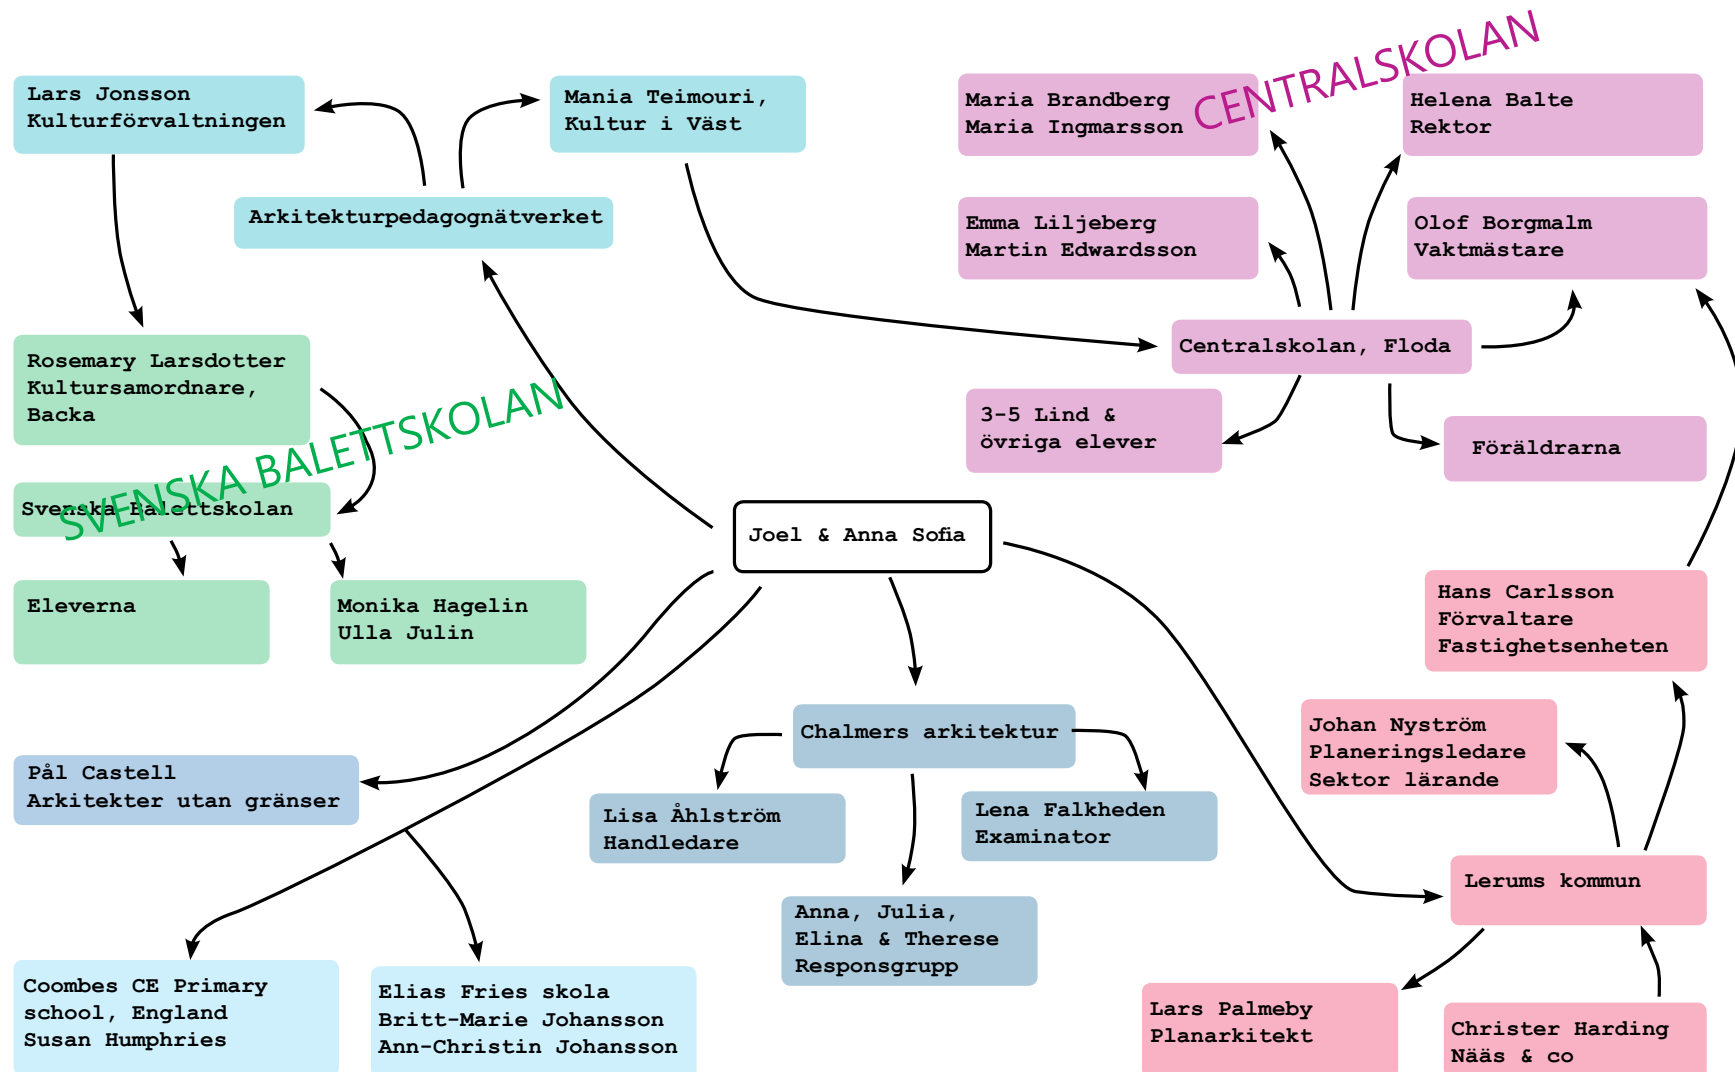 CENTRALSKOLAN
Lars Jonsson
Kulturförvaltningen
Mania Teimouri,
Kultur i Väst
Maria Brandberg
Maria Ingmarsson
Helena Balte
Rektor
Arkitekturpedagognätverket
Emma Liljeberg
Martin Edwardsson
Olof Borgmalm
Vaktmästare
Centralskolan, Floda
Rosemary Larsdotter
Kultursamordnare,
Backa
3-5 Lind &
övriga elever
Föräldrarna
SVENSKA BALETTSKOLAN
Svenska Balettskolan
Joel & Anna Sofia
Eleverna
Monika Hagelin
Ulla Julin
Hans Carlsson
Förvaltare
Fastighetsenheten
Chalmers arkitektur
Johan Nyström
Planeringsledare
Sektor lärande
Pål Castell
Arkitekter utan gränser
Lisa Åhlström
Handledare
Lena Falkheden
Examinator
Lerums kommun
Anna, Julia,
Elina & Therese
Responsgrupp
Coombes CE Primary
school, England
Susan Humphries
Elias Fries skola
Britt-Marie Johansson
Ann-Christin Johansson
Lars Palmeby
Planarkitekt
Christer Harding
Nääs & co